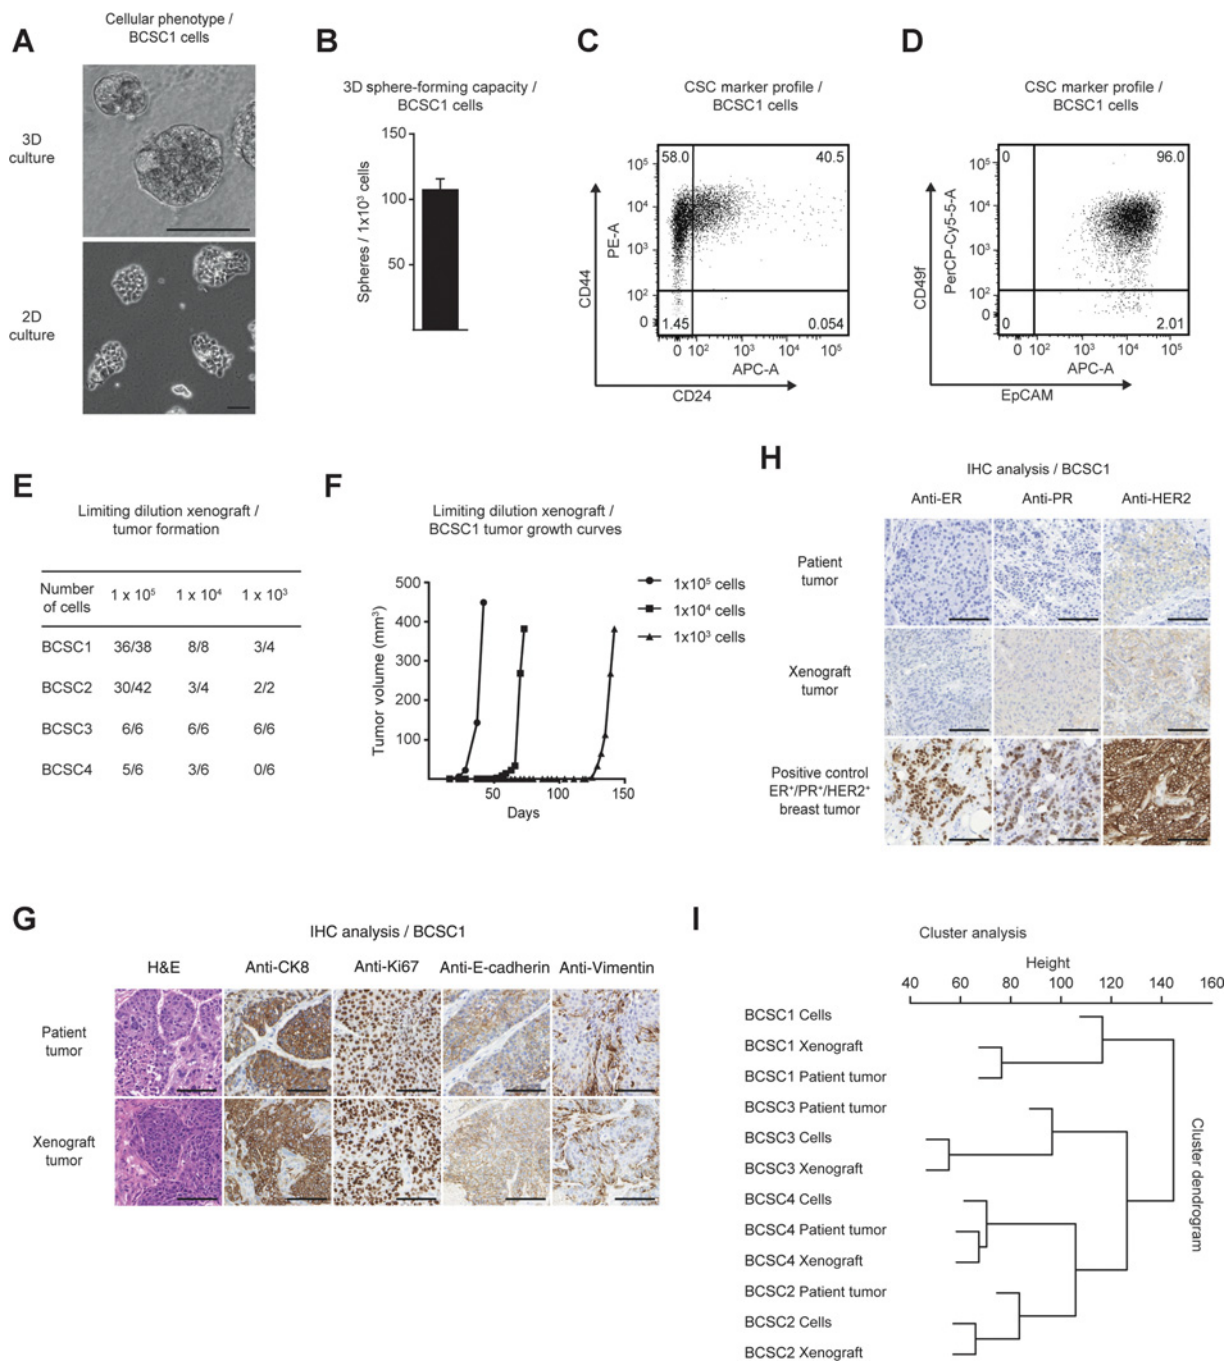 A
Cellular phenotype /
BCSC1 cells
3D
culture
2D
culture
B
3D sphere-forming capacity /
BCSC1 cells
Spheres / 1x10³ cells
150
100
50
C
CSC marker profile /
BCSC1 cells
58.0
40.5
1.45
0.054
10⁵
10⁴
10³
10²
0
0 10² 10³ 10⁴ 10⁵
PE-A
CD44
APC-A
CD24
D
CSC marker profile /
BCSC1 cells
0
96.0
0
2.01
10⁵
10⁴
10³
10²
0
0 10² 10³ 10⁴ 10⁵
PerCP-Cy5-5-A
CD49f
APC-A
EpCAM
E
Limiting dilution xenograft /
tumor formation
Number
of cells
1 x 10⁵ 1 x 10⁴ 1 x 10³
BCSC1 36/38 8/8 3/4
BCSC2 30/42 3/4 2/2
BCSC3 6/6 6/6 6/6
BCSC4 5/6 3/6 0/6
F
Limiting dilution xenograft /
BCSC1 tumor growth curves
Tumor volume (mm³)
500
400
300
200
100
50 100 150
Days
1x10⁵ cells
1x10⁴ cells
1x10³ cells
H
IHC analysis / BCSC1
Anti-ER Anti-PR Anti-HER2
Patient
tumor
Xenograft
tumor
Positive control
ER⁺/PR⁺/HER2⁺
breast tumor
G
IHC analysis / BCSC1
H&E Anti-CK8 Anti-Ki67 Anti-E-cadherin Anti-Vimentin
Patient
tumor
Xenograft
tumor
I
Cluster analysis
Height
40 60 80 100 120 140 160
BCSC1 Cells
BCSC1 Xenograft
BCSC1 Patient tumor
BCSC3 Patient tumor
BCSC3 Cells
BCSC3 Xenograft
BCSC4 Cells
BCSC4 Patient tumor
BCSC4 Xenograft
BCSC2 Patient tumor
BCSC2 Cells
BCSC2 Xenograft
Cluster dendrogram